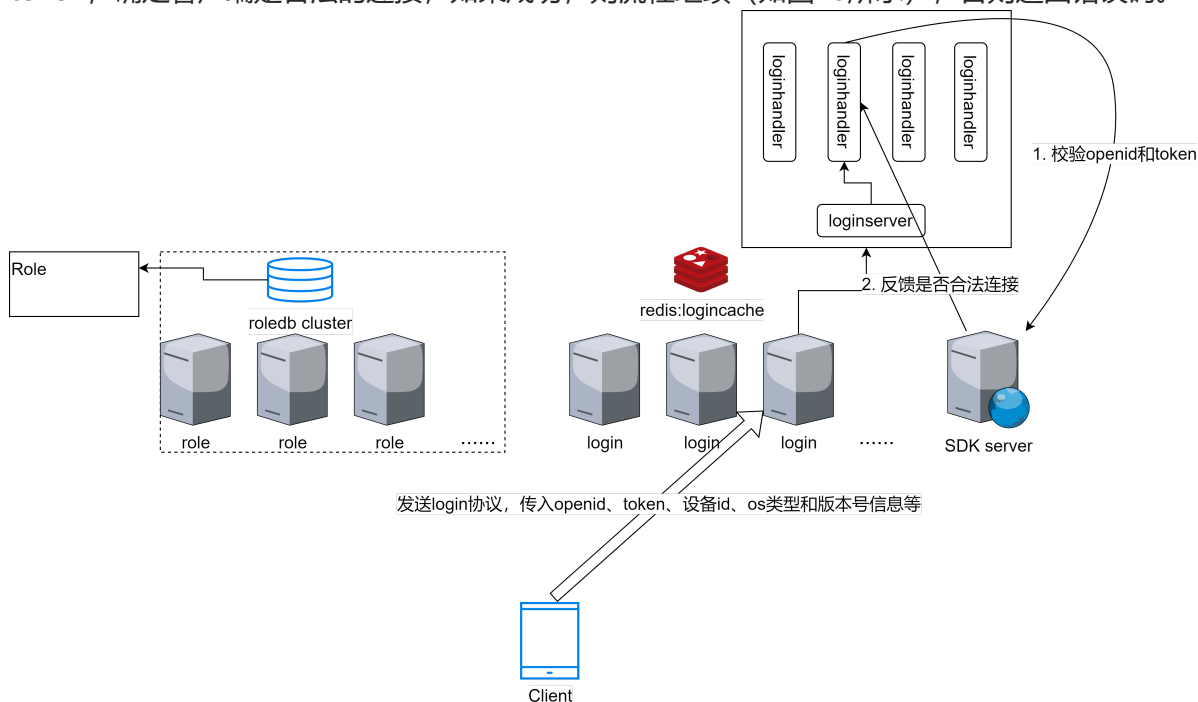 loginhandler
loginhandler
loginhandler
loginhandler
1. 校验openid和token
loginserver
Role
2. 反馈是否合法连接
redis:logincache
roledb cluster
role
role
role
······
login
login
login
······
SDK server
发送login协议，传入openid、token、设备id、os类型和版本号信息等
Client